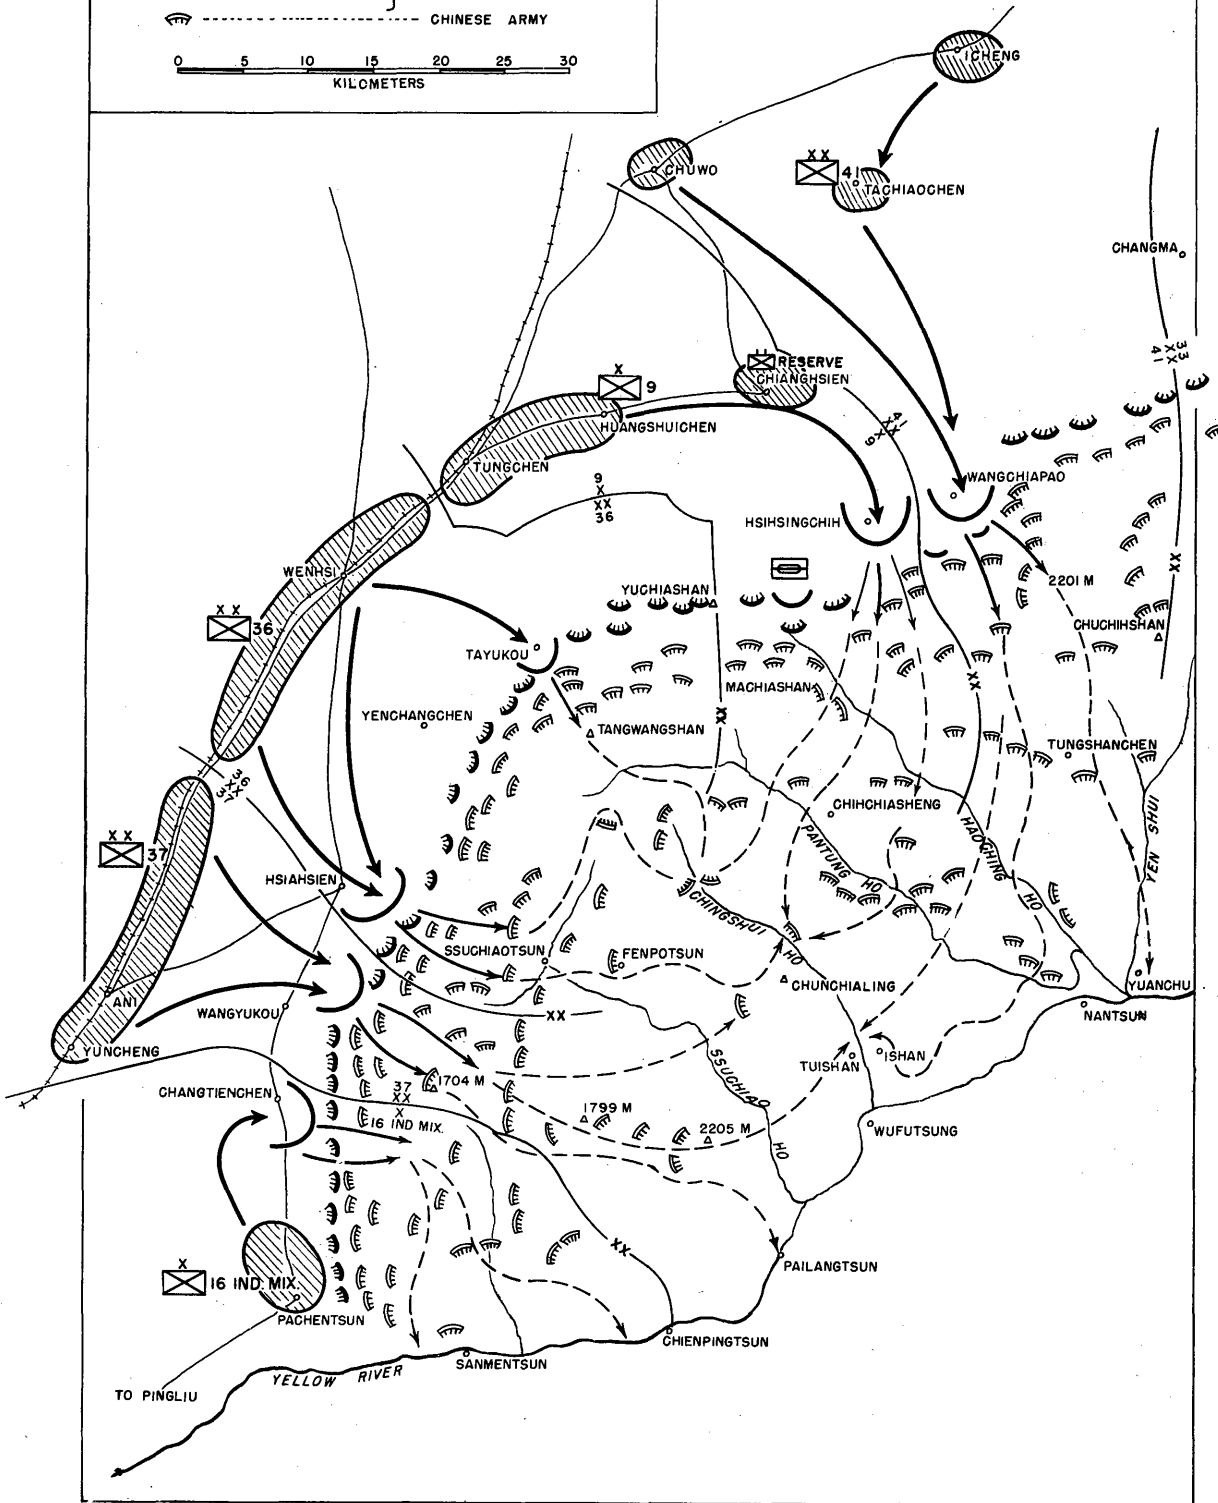 CHINESE ARMY
0 5 10 15 20 25 30
KILOMETERS
ICHENG
CHUWO
XX
41
TACHIAOCHEN
CHANGMA
33
XX
41
RESERVE
CHIANGHSIEN
X
9
HUANGSHUICHEN
41
XX
9
TUNGCHEN
9
X
XX
36
WANGCHIAPAO
HSIHSINGCHIH
XX
WENHSI
2201 M
YUCHIASHAN
XX
36
CHUCHIHSHAN
TAYUKOU
XX
MACHIASHAN
YENCHANGCHEN
XX
TANGWANGSHAN
TUNGSHANCHEN
36
XX
37
CHIHCHIASHENG
YEN SHUI
PANTUNG HO
HAOCHING HO
XX
37
HSIAHSIEN
CHINGSHUI HO
SSUCHIAOTSUN
FENPOTSUN
CHUNCHIALING
YUANCHU
ANI
WANGYUKOU
XX
NANTSUN
YUNCHENG
ISHAN
TUISHAN
SSUCHIAO HO
1704 M
CHANGTIENCHEN
37
XX
X
16 IND MIX.
1799 M
2205 M
WUFUTSUNG
XX
X
16 IND. MIX.
PAILANGTSUN
PACHENTSUN
CHIENPINGTSUN
SANMENTSUN
YELLOW RIVER
TO PINGLIU